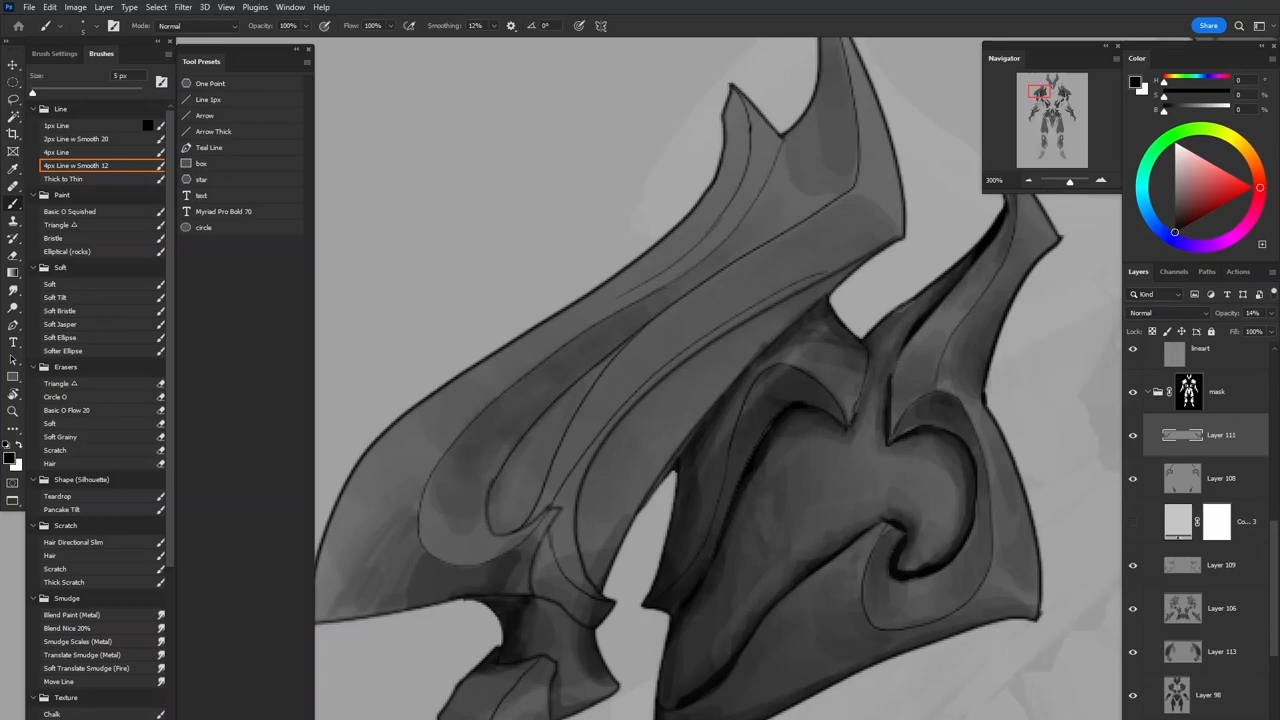 Ps File Edit Image Layer Type Select Filter 3D View Plugins Window Help
5 Mode: Normal Opacity: 100% Flow: 100% Smoothing: 12% 0° Share
Brush Settings Brushes
Size: 5 px
Line
1px Line
2px Line w Smooth 20
4px Line
4px Line w Smooth 12
Thick to Thin
Paint
Basic O Squished
Triangle
Bristle
Elliptical (rocks)
Soft
Soft
Soft Tilt
Soft Bristle
Soft Jasper
Soft Ellipse
Softer Ellipse
Erasers
Triangle
Circle O
Basic O Flow 20
Soft
Soft Grainy
Scratch
Hair
Shape (Silhouette)
Teardrop
Pancake Tilt
Scratch
Hair Directional Slim
Hair
Scratch
Thick Scratch
Smudge
Blend Paint (Metal)
Blend Nice 20%
Smudge Scales (Metal)
Translate Smudge (Metal)
Soft Translate Smudge (Fire)
Move Line
Texture
Chalk
Tool Presets
One Point
Line 1px
Arrow
Arrow Thick
Teal Line
box
star
text
Myriad Pro Bold 70
circle
Navigator
300%
Color
H 0 °
S 0 %
B 0 %
Layers Channels Paths Actions
Kind
Normal Opacity: 14%
Lock: Fill: 100%
lineart
mask
Layer 111
Layer 108
Co... 3
Layer 109
Layer 106
Layer 113
Layer 98